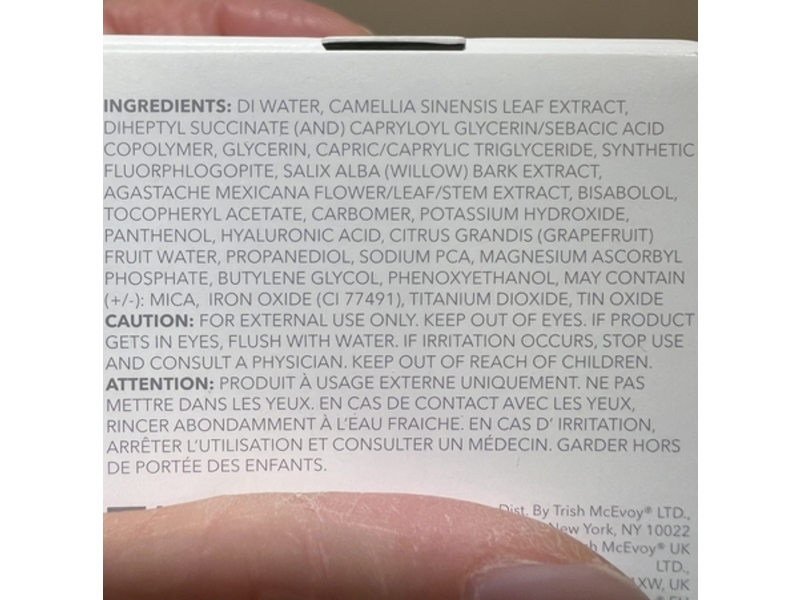 INGREDIENTS: DI WATER, CAMELLIA SINENSIS LEAF EXTRACT,
DIHEPTYL SUCCINATE (AND) CAPRYLOYL GLYCERIN/SEBACIC ACID
COPOLYMER, GLYCERIN, CAPRIC/CAPRYLIC TRIGLYCERIDE, SYNTHETIC
FLUORPHLOGOPITE, SALIX ALBA (WILLOW) BARK EXTRACT,
AGASTACHE MEXICANA FLOWER/LEAF/STEM EXTRACT, BISABOLOL,
TOCOPHERYL ACETATE, CARBOMER, POTASSIUM HYDROXIDE,
PANTHENOL, HYALURONIC ACID, CITRUS GRANDIS (GRAPEFRUIT)
FRUIT WATER, PROPANEDIOL, SODIUM PCA, MAGNESIUM ASCORBYL
PHOSPHATE, BUTYLENE GLYCOL, PHENOXYETHANOL, MAY CONTAIN
(+/-): MICA, IRON OXIDE (CI 77491), TITANIUM DIOXIDE, TIN OXIDE
CAUTION: FOR EXTERNAL USE ONLY. KEEP OUT OF EYES. IF PRODUCT
GETS IN EYES, FLUSH WITH WATER. IF IRRITATION OCCURS, STOP USE
AND CONSULT A PHYSICIAN. KEEP OUT OF REACH OF CHILDREN.
ATTENTION: PRODUIT À USAGE EXTERNE UNIQUEMENT. NE PAS
METTRE DANS LES YEUX. EN CAS DE CONTACT AVEC LES YEUX,
RINCER ABONDAMMENT À L'EAU FRAICHE. EN CAS D' IRRITATION,
ARRÊTER L'UTILISATION ET CONSULTER UN MÉDECIN. GARDER HORS
DE PORTÉE DES ENFANTS.
Dist. By Trish McEvoy® LTD.,
New York, NY 10022
McEvoy® UK
LTD.,
UK